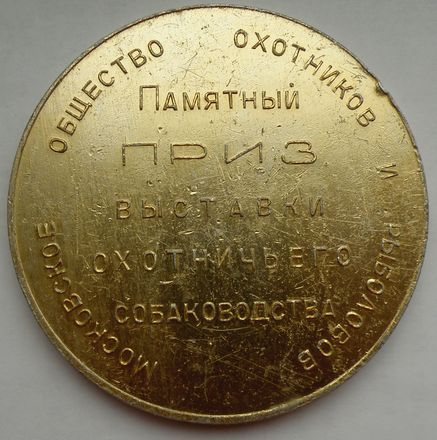 МОСКОВСКОЕ ОБЩЕСТВО ОХОТНИКОВ И РЫБОЛОВОВ
ПАМЯТНЫЙ
ПРИЗ
ВЫСТАВКИ
ОХОТНИЧЬЕГО
СОБАКОВОДСТВА